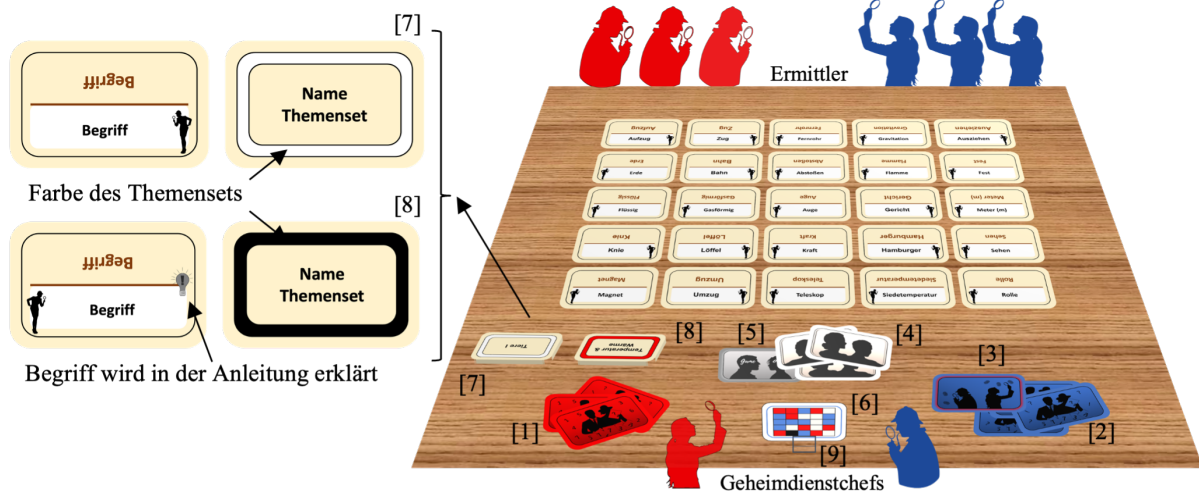 [7]
Begriff
Begriff
Name
Themenset
Farbe des Themensets
[8]
Begriff
Begriff
Name
Themenset
Begriff wird in der Anleitung erklärt
Ermittler
Aufzug Zug Fernrohr Gravitation Ausziehen
Aufzug Zug Fernrohr Gravitation Ausziehen
Erde Bahn Abstoßen Flamme Fest
Erde Bahn Abstoßen Flamme Fest
Flüssig Gasförmig Auge Gericht Meter (m)
Flüssig Gasförmig Auge Gericht Meter (m)
Knie Löffel Kraft Hamburger Sehen
Knie Löffel Kraft Hamburger Sehen
Magnet Umzug Teleskop Siedetemperatur Rolle
Magnet Umzug Teleskop Siedetemperatur Rolle
[8] [5] [4]
Tiere I
Temperatur &
Wärme
[7] [3]
[6]
[1] [9] [2]
Geheimdienstchefs